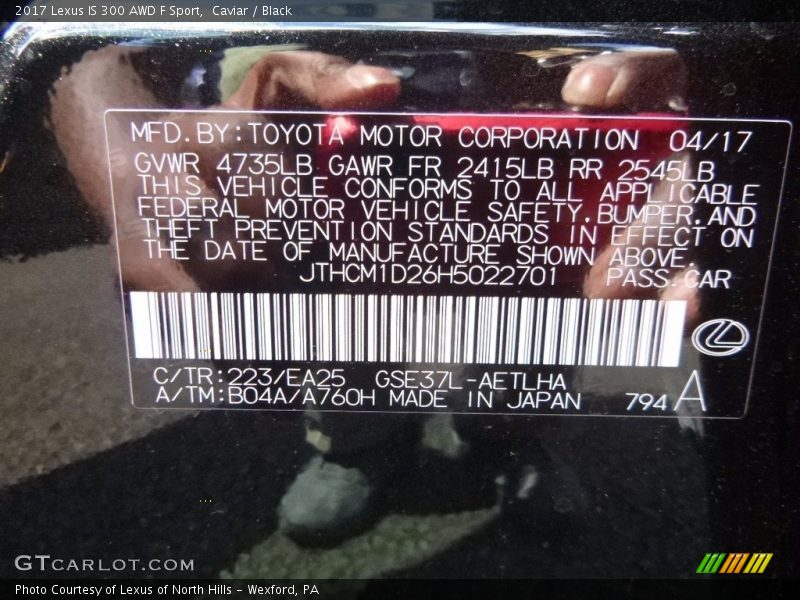 2017 Lexus IS 300 AWD F Sport, Caviar / Black
MFD.BY:TOYOTA MOTOR CORPORATION 04/17
GVWR 4735LB GAWR FR 2415LB RR 2545LB
THIS VEHICLE CONFORMS TO ALL APPLICABLE
FEDERAL MOTOR VEHICLE SAFETY,BUMPER,AND
THEFT PREVENTION STANDARDS IN EFFECT ON
THE DATE OF MANUFACTURE SHOWN ABOVE.
JTHCM1D26H5022701 PASS.CAR
C/TR:223/EA25 GSE37L-AETLHA
A/TM:B04A/A760H MADE IN JAPAN 794 A
GTCARLOT.COM
Photo Courtesy of Lexus of North Hills - Wexford, PA